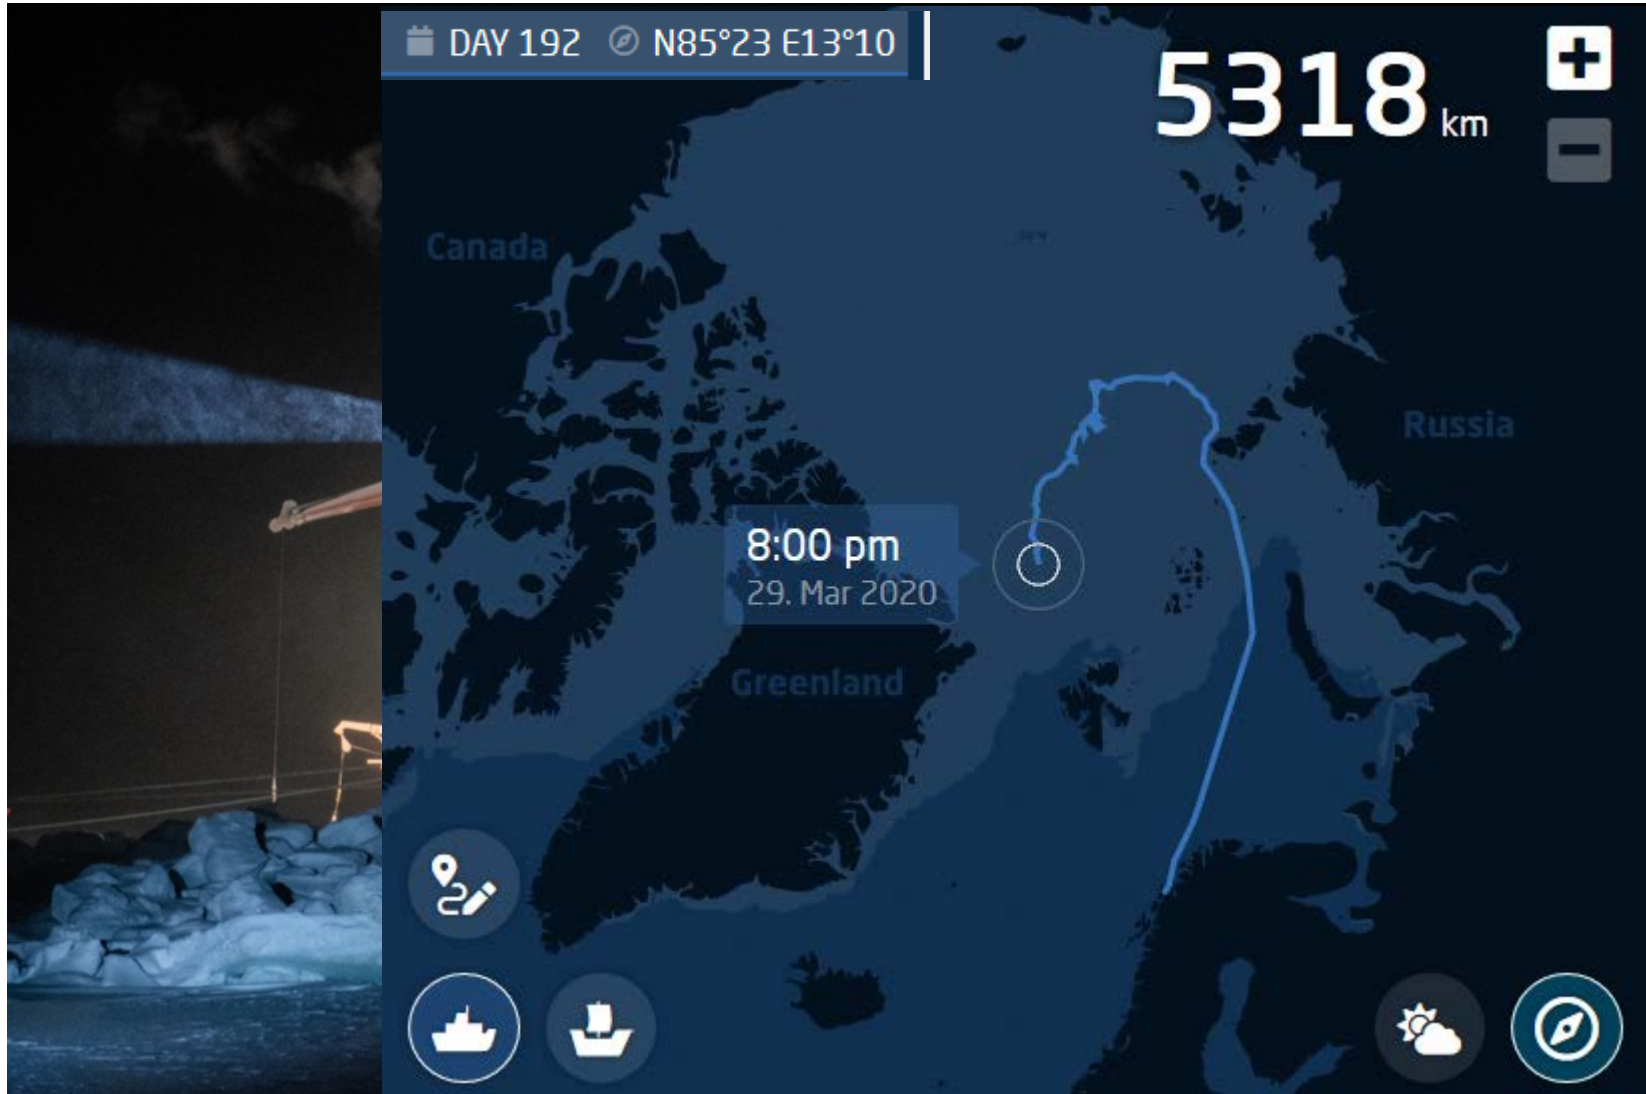 DAY 192 N85°23 E13°10
5318 km
Canada
Russia
8:00 pm
29. Mar 2020
Greenland